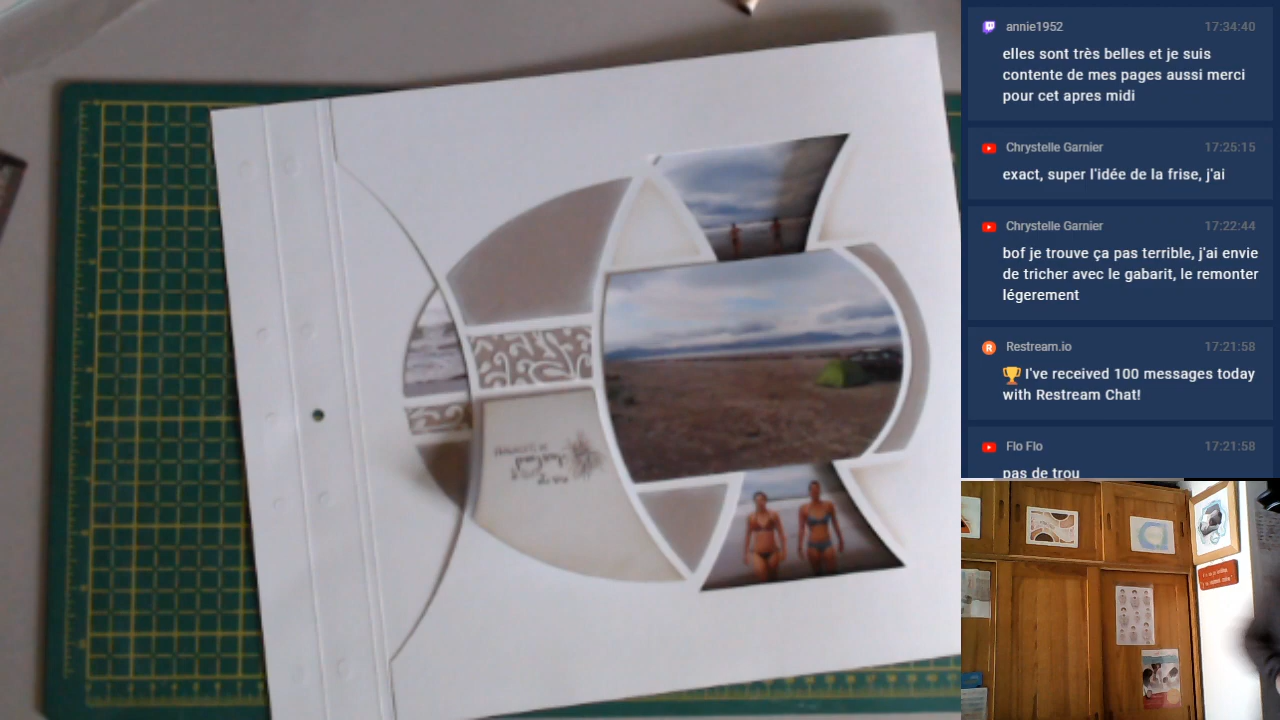 annie1952 17:34:40
elles sont très belles et je suis
contente de mes pages aussi merci
pour cet apres midi
Chrystelle Garnier 17:25:15
exact, super l'idée de la frise, j'ai
Chrystelle Garnier 17:22:44
bof je trouve ça pas terrible, j'ai envie
de tricher avec le gabarit, le remonter
légerement
Restream.io 17:21:58
🏆 I've received 100 messages today
with Restream Chat!
Flo Flo 17:21:58
pas de trou